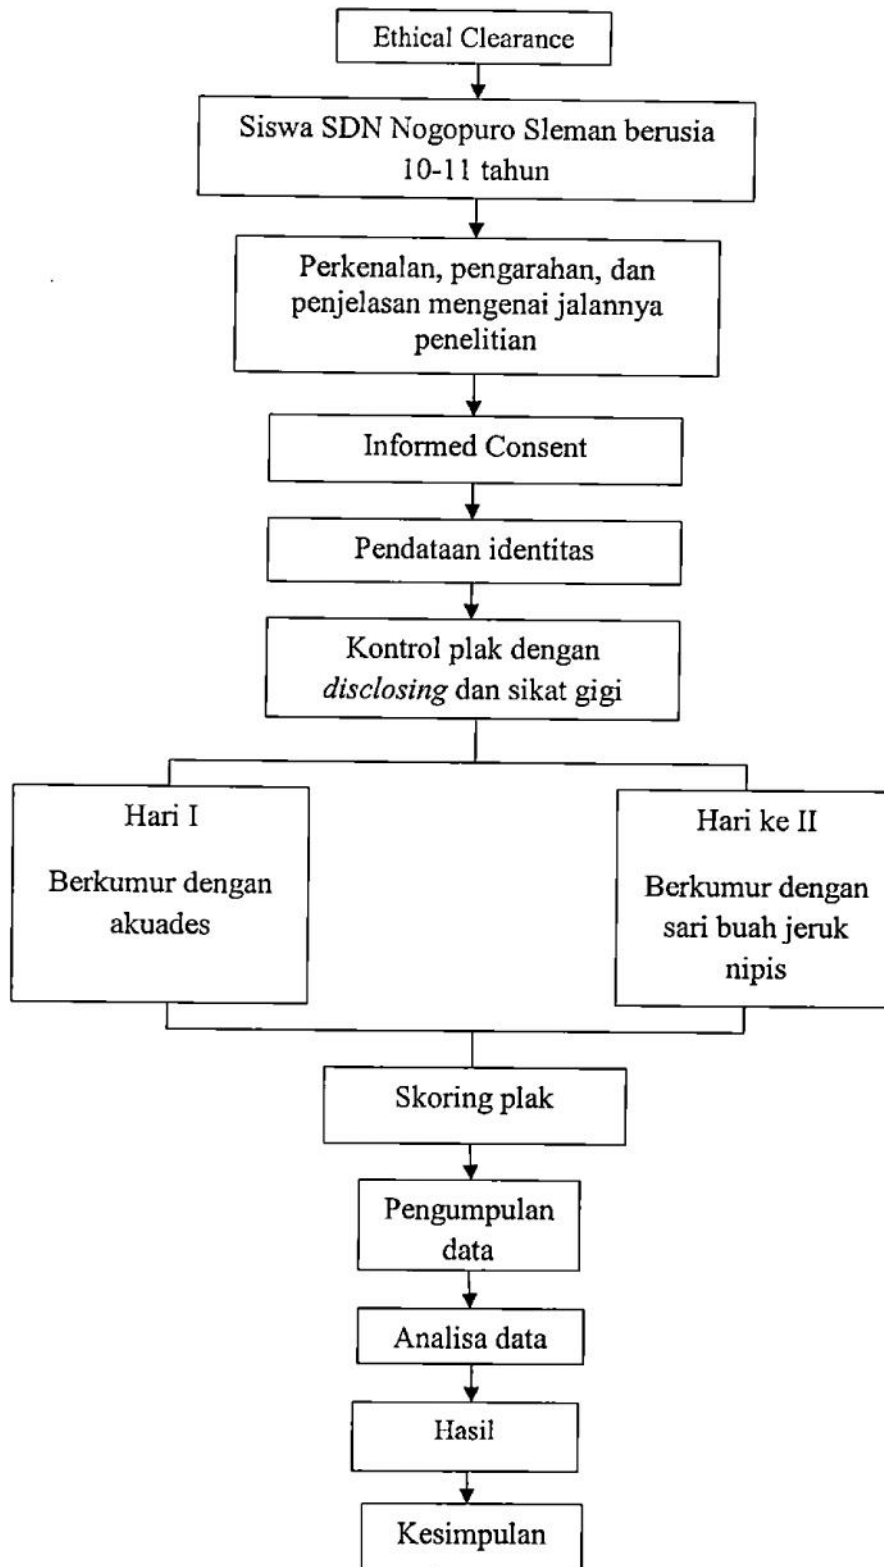 Ethical Clearance
Siswa SDN Nogopuro Sleman berusia
10-11 tahun
Perkenalan, pengarahan, dan
penjelasan mengenai jalannya
penelitian
Informed Consent
Pendataan identitas
Kontrol plak dengan
disclosing dan sikat gigi
Hari I
Berkumur dengan
akuades
Hari ke II
Berkumur dengan
sari buah jeruk
nipis
Skoring plak
Pengumpulan
data
Analisa data
Hasil
Kesimpulan